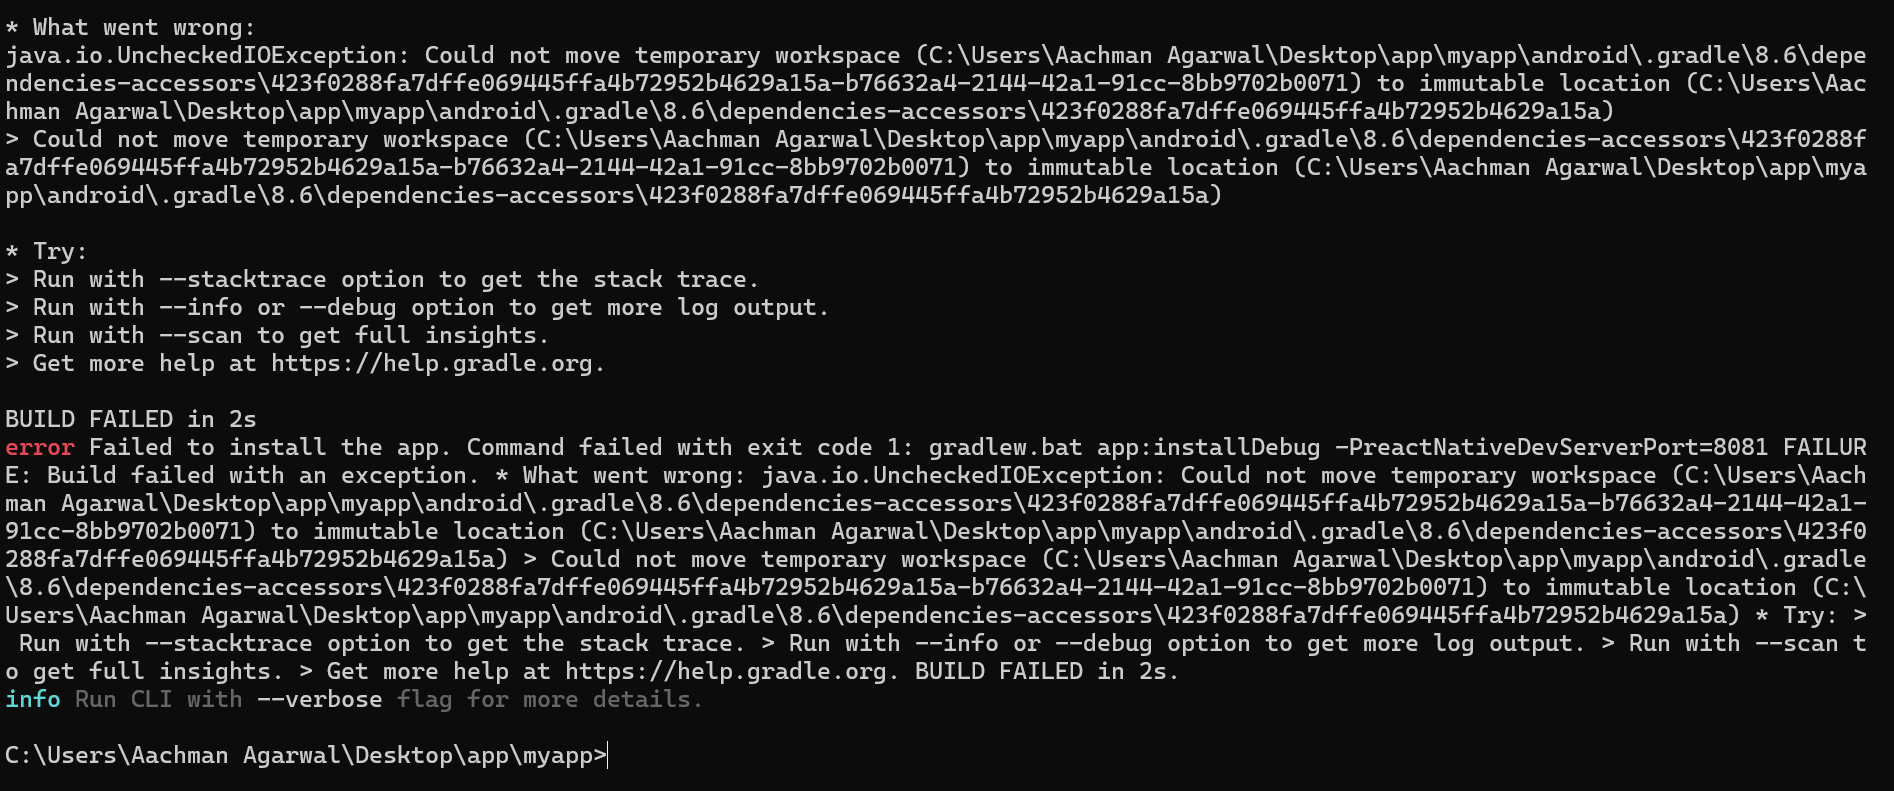 * What went wrong:
java.io.UncheckedIOException: Could not move temporary workspace (C:\Users\Aachman Agarwal\Desktop\app\myapp\android\.gradle\8.6\depe
ndencies-accessors\423f0288fa7dffe069445ffa4b72952b4629a15a-b76632a4-2144-42a1-91cc-8bb9702b0071) to immutable location (C:\Users\Aac
hman Agarwal\Desktop\app\myapp\android\.gradle\8.6\dependencies-accessors\423f0288fa7dffe069445ffa4b72952b4629a15a)
> Could not move temporary workspace (C:\Users\Aachman Agarwal\Desktop\app\myapp\android\.gradle\8.6\dependencies-accessors\423f0288f
a7dffe069445ffa4b72952b4629a15a-b76632a4-2144-42a1-91cc-8bb9702b0071) to immutable location (C:\Users\Aachman Agarwal\Desktop\app\mya
pp\android\.gradle\8.6\dependencies-accessors\423f0288fa7dffe069445ffa4b72952b4629a15a)

* Try:
> Run with --stacktrace option to get the stack trace.
> Run with --info or --debug option to get more log output.
> Run with --scan to get full insights.
> Get more help at https://help.gradle.org.

BUILD FAILED in 2s
error Failed to install the app. Command failed with exit code 1: gradlew.bat app:installDebug -PreactNativeDevServerPort=8081 FAILUR
E: Build failed with an exception. * What went wrong: java.io.UncheckedIOException: Could not move temporary workspace (C:\Users\Aach
man Agarwal\Desktop\app\myapp\android\.gradle\8.6\dependencies-accessors\423f0288fa7dffe069445ffa4b72952b4629a15a-b76632a4-2144-42a1-
91cc-8bb9702b0071) to immutable location (C:\Users\Aachman Agarwal\Desktop\app\myapp\android\.gradle\8.6\dependencies-accessors\423f0
288fa7dffe069445ffa4b72952b4629a15a) > Could not move temporary workspace (C:\Users\Aachman Agarwal\Desktop\app\myapp\android\.gradle
\8.6\dependencies-accessors\423f0288fa7dffe069445ffa4b72952b4629a15a-b76632a4-2144-42a1-91cc-8bb9702b0071) to immutable location (C:\
Users\Aachman Agarwal\Desktop\app\myapp\android\.gradle\8.6\dependencies-accessors\423f0288fa7dffe069445ffa4b72952b4629a15a) * Try: >
 Run with --stacktrace option to get the stack trace. > Run with --info or --debug option to get more log output. > Run with --scan t
o get full insights. > Get more help at https://help.gradle.org. BUILD FAILED in 2s.
info Run CLI with --verbose flag for more details.

C:\Users\Aachman Agarwal\Desktop\app\myapp>